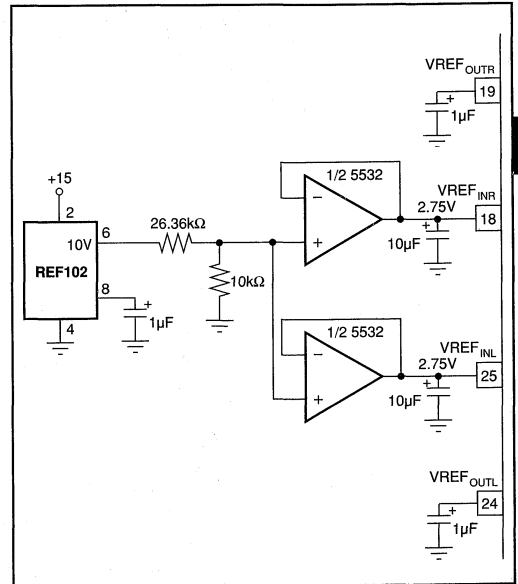 VREF OUTR
19
+
1µF
+15
2
6
10V
REF102
8
4
+
1µF
26.36kΩ
10kΩ
1/2 5532
−
+
2.75V
VREF INR
18
+
10µF
1/2 5532
−
+
2.75V
VREF INL
25
+
10µF
VREF OUTL
24
+
1µF